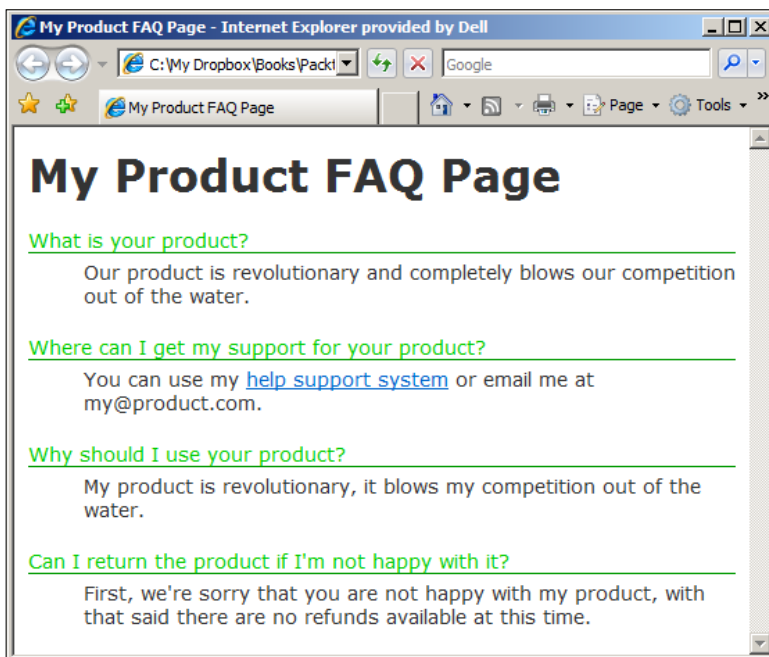 My Product FAQ Page - Internet Explorer provided by Dell
C:\My Dropbox\Books\Packt
Google
My Product FAQ Page
Page
Tools
»
My Product FAQ Page
What is your product?
Our product is revolutionary and completely blows our competition
out of the water.
Where can I get my support for your product?
You can use my help support system or email me at
my@product.com.
Why should I use your product?
My product is revolutionary, it blows my competition out of the
water.
Can I return the product if I'm not happy with it?
First, we're sorry that you are not happy with my product, with
that said there are no refunds available at this time.